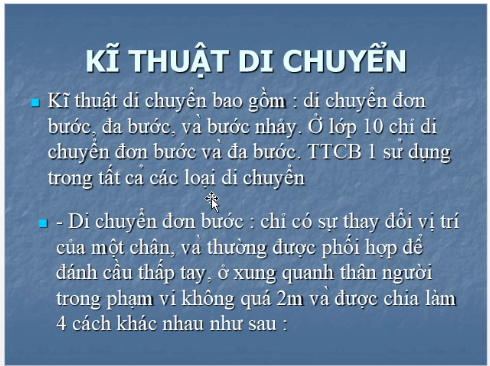 KĨ THUẬT DI CHUYỂN
Kĩ thuật di chuyển bao gồm : di chuyển đơn
bước, đa bước, và bước nhảy. Ở lớp 10 chỉ di
chuyển đơn bước và đa bước. TTCB 1 sử dụng
trong tất cả các loại di chuyển
- Di chuyển đơn bước : chỉ có sự thay đổi vị trí
của một chân, và thường được phối hợp để
đánh cầu thấp tay, ở xung quanh thân người
trong phạm vi không quá 2m và được chia làm
4 cách khác nhau như sau :